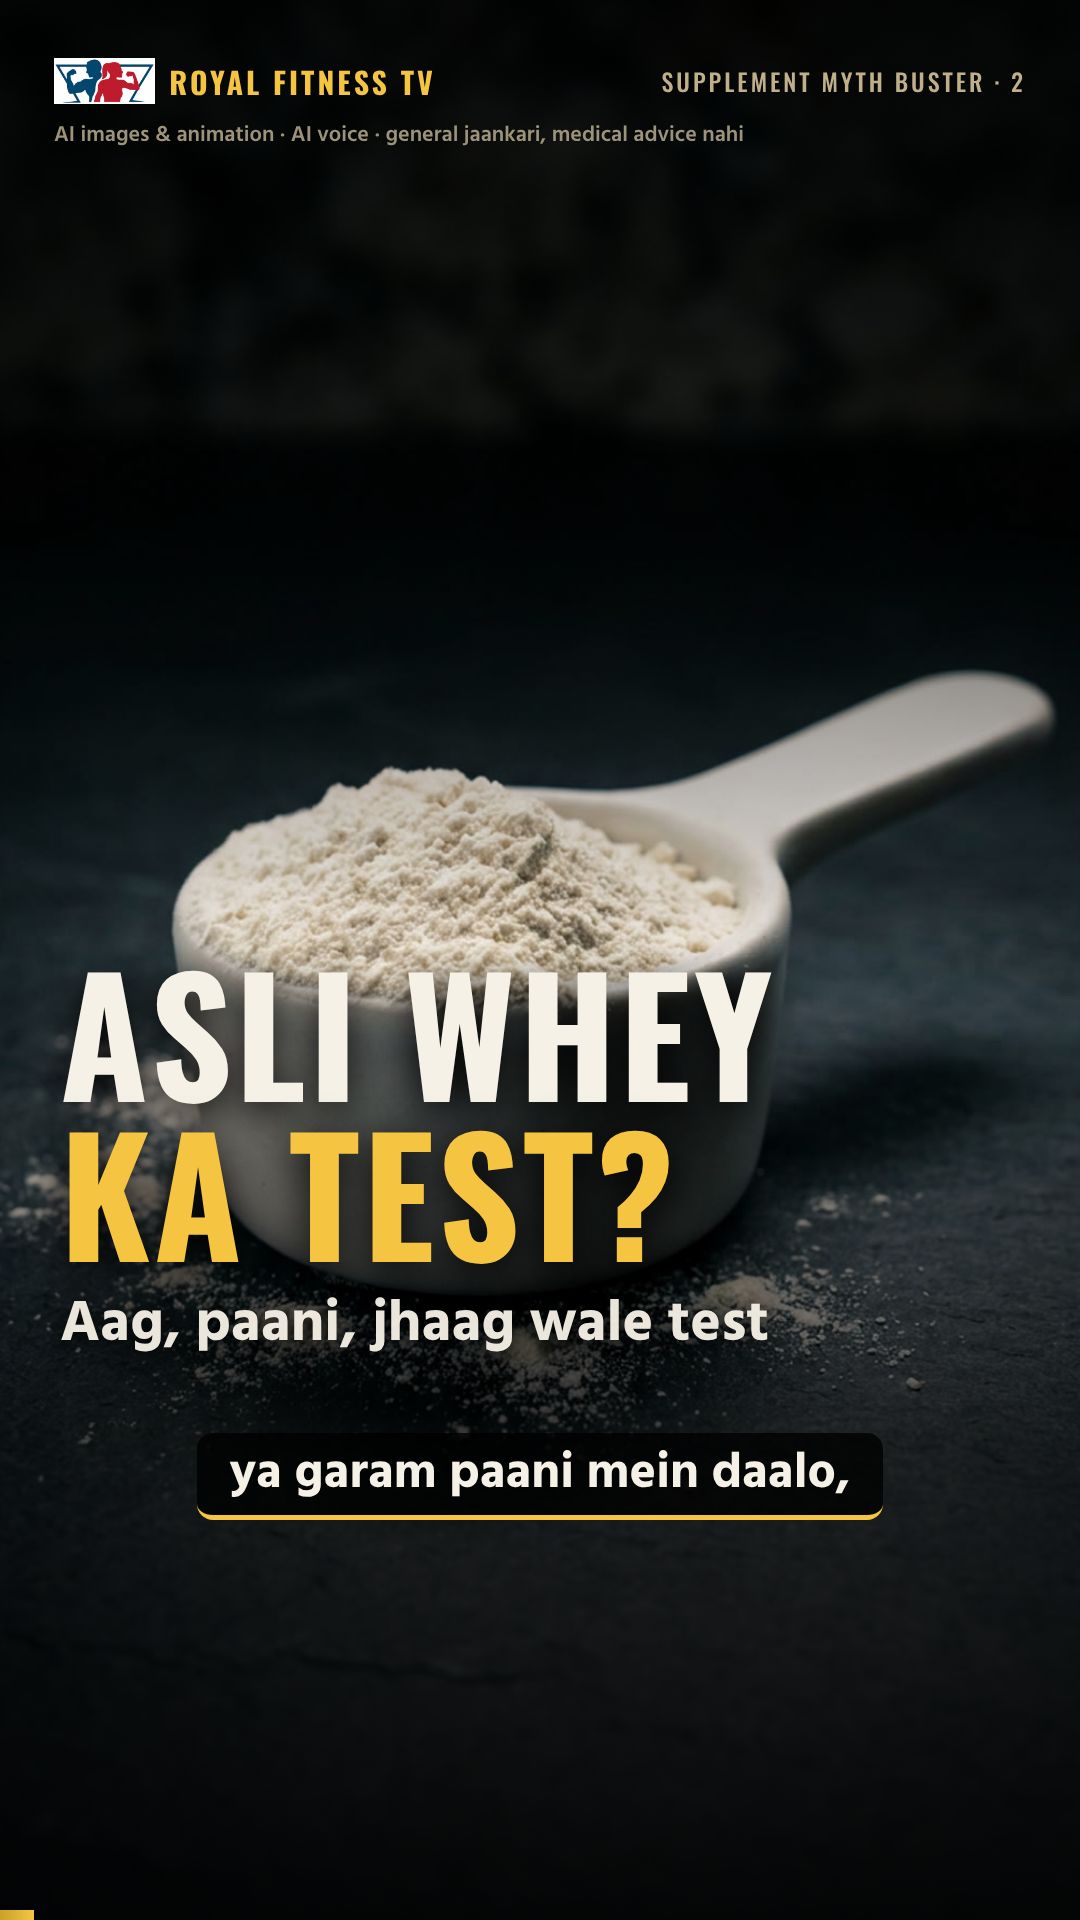 ROYAL FITNESS TV
SUPPLEMENT MYTH BUSTER · 2
AI images & animation · AI voice · general jaankari, medical advice nahi
ASLI WHEY
KA TEST?
Aag, paani, jhaag wale test
ya garam paani mein daalo,